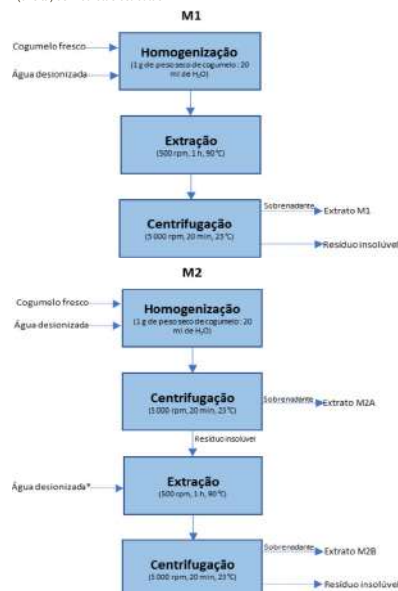 M1
Cogumelo fresco
Água desionizada
Homogenização
(1 g de peso seco de cogumelo : 20
ml de H₂O)
Extração
(500 rpm, 1 h, 90 °C)
Centrifugação
(5 000 rpm, 20 min, 23 °C)
Sobrenadante
Extrato M1
Resíduo insolúvel
M2
Cogumelo fresco
Água desionizada
Homogenização
(1 g de peso seco de cogumelo : 20
ml de H₂O)
Centrifugação
(5 000 rpm, 20 min, 23 °C)
Sobrenadante
Extrato M2A
Resíduo insolúvel
Água desionizada*
Extração
(500 rpm, 1 h, 90 °C)
Centrifugação
(5 000 rpm, 20 min, 23 °C)
Sobrenadante
Extrato M2B
Resíduo insolúvel